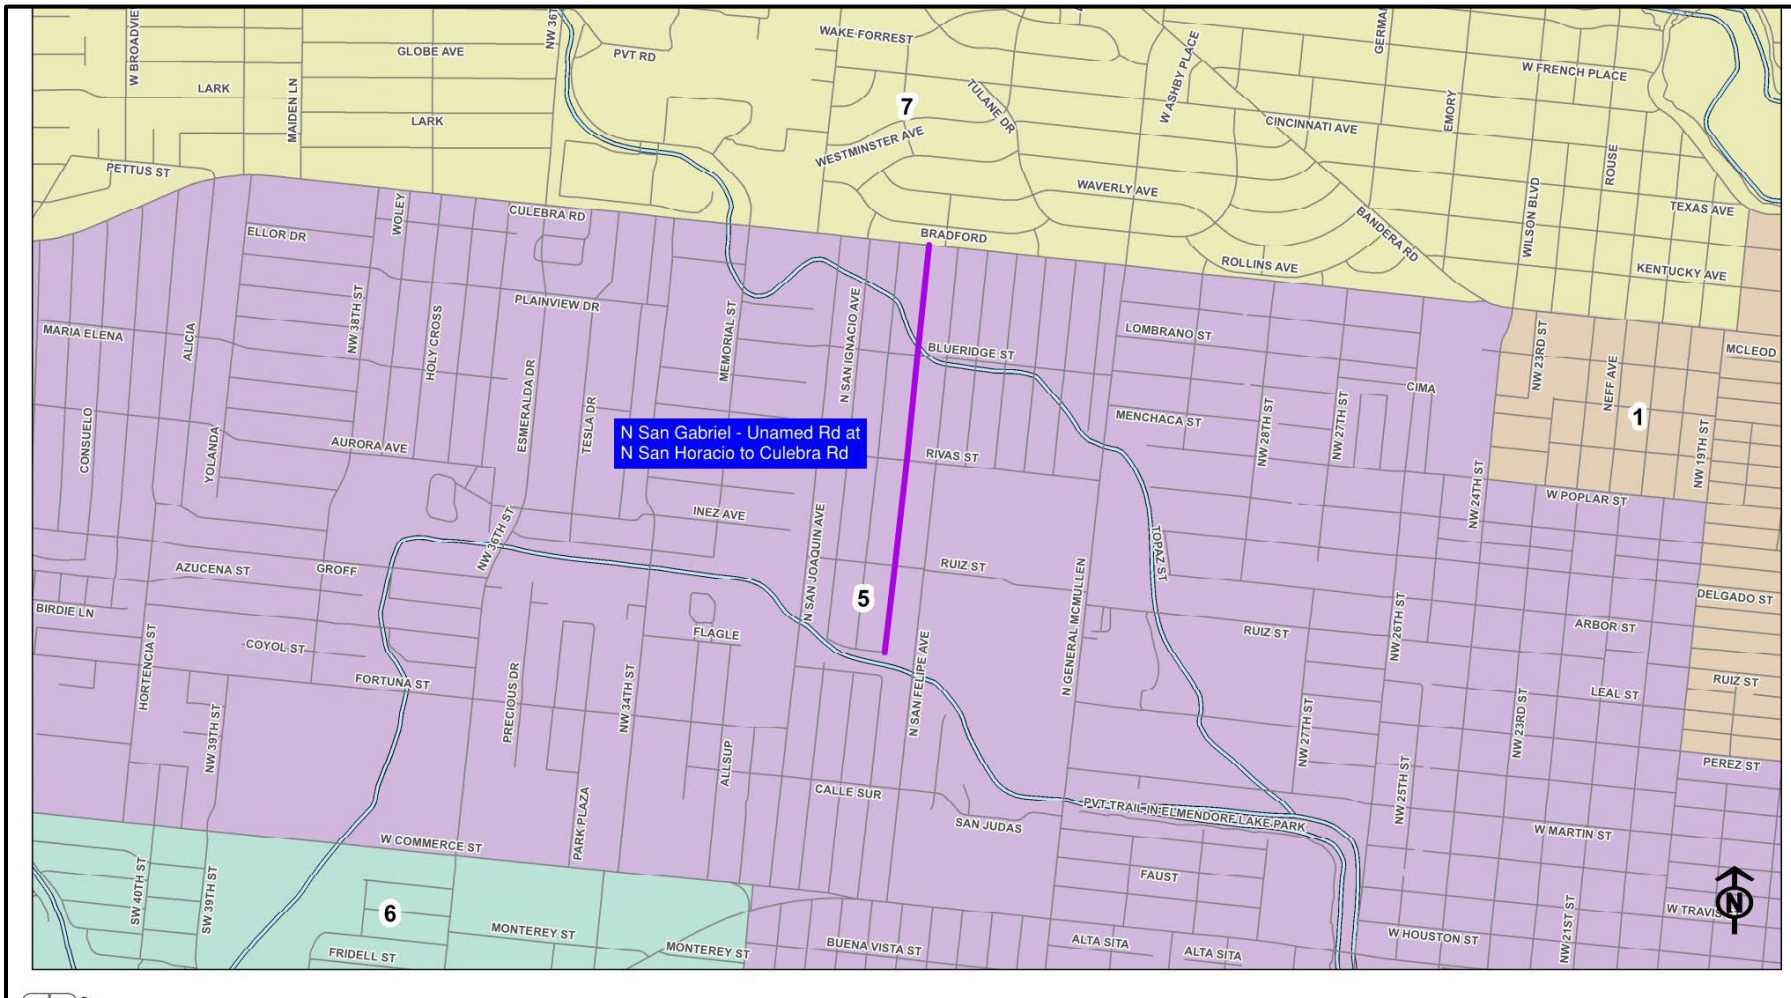 W BROADVIE
GLOBE AVE
NW 36T
PVT RD
WAKE FORREST
W ASHBY PLACE
GERMA
W FRENCH PLACE
LARK
MAIDEN LN
LARK
7
TULANE DR
WESTMINSTER AVE
CINCINNATI AVE
EMORY
ROUSE
PETTUS ST
WAVERLY AVE
WILSON BLVD
TEXAS AVE
WOLEY
CULEBRA RD
ELLOR DR
BRADFORD
BANDERA RD
ROLLINS AVE
KENTUCKY AVE
NW 38TH ST
PLAINVIEW DR
HOLY CROSS
MEMORIAL ST
N SAN IGNACIO AVE
MARIA ELENA
ALICIA
LOMBRANO ST
BLUERIDGE ST
NW 23RD ST
MCLEOD
NEFF AVE
ESMERALDA DR
CIMA
TESLA DR
MENCHACA ST
NW 28TH ST
NW 27TH ST
1
N San Gabriel - Unamed Rd at
N San Horacio to Culebra Rd
CONSUELO
YOLANDA
AURORA AVE
RIVAS ST
NW 19TH ST
NW 24TH ST
W POPLAR ST
INEZ AVE
NW 36TH ST
N SAN JOAQUIN AVE
TOPAZ ST
AZUCENA ST
GROFF
RUIZ ST
5
N GENERAL MCMULLEN
BIRDIE LN
DELGADO ST
NW 26TH ST
ARBOR ST
HORTENCIA ST
COYOL ST
FLAGLE
RUIZ ST
FORTUNA ST
N SAN FELIPE AVE
RUIZ ST
LEAL ST
PRECIOUS DR
NW 34TH ST
NW 39TH ST
NW 27TH ST
NW 23RD ST
ALLSUP
PEREZ ST
CALLE SUR
NW 25TH ST
PARK PLAZA
SAN JUDAS
PVT TRAIL IN ELMENDORF LAKE PARK
W MARTIN ST
W COMMERCE ST
FAUST
SW 40TH ST
SW 39TH ST
6
N
W TRAVIS
NW 21ST ST
MONTEREY ST
FRIDELL ST
MONTEREY ST
BUENA VISTA ST
ALTA SITA
ALTA SITA
W HOUSTON ST